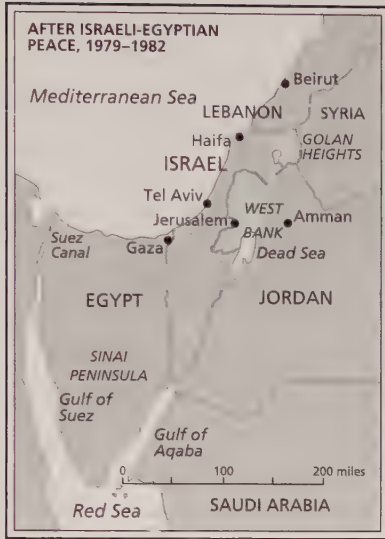 AFTER ISRAELI-EGYPTIAN
PEACE, 1979–1982
Beirut
Mediterranean Sea
LEBANON
SYRIA
Haifa
GOLAN
HEIGHTS
ISRAEL
Tel Aviv
WEST
BANK
Jerusalem
Amman
Suez
Canal
Gaza
Dead Sea
EGYPT
JORDAN
SINAI
PENINSULA
Gulf of
Suez
Gulf of
Aqaba
0 100 200 miles
Red Sea
SAUDI ARABIA